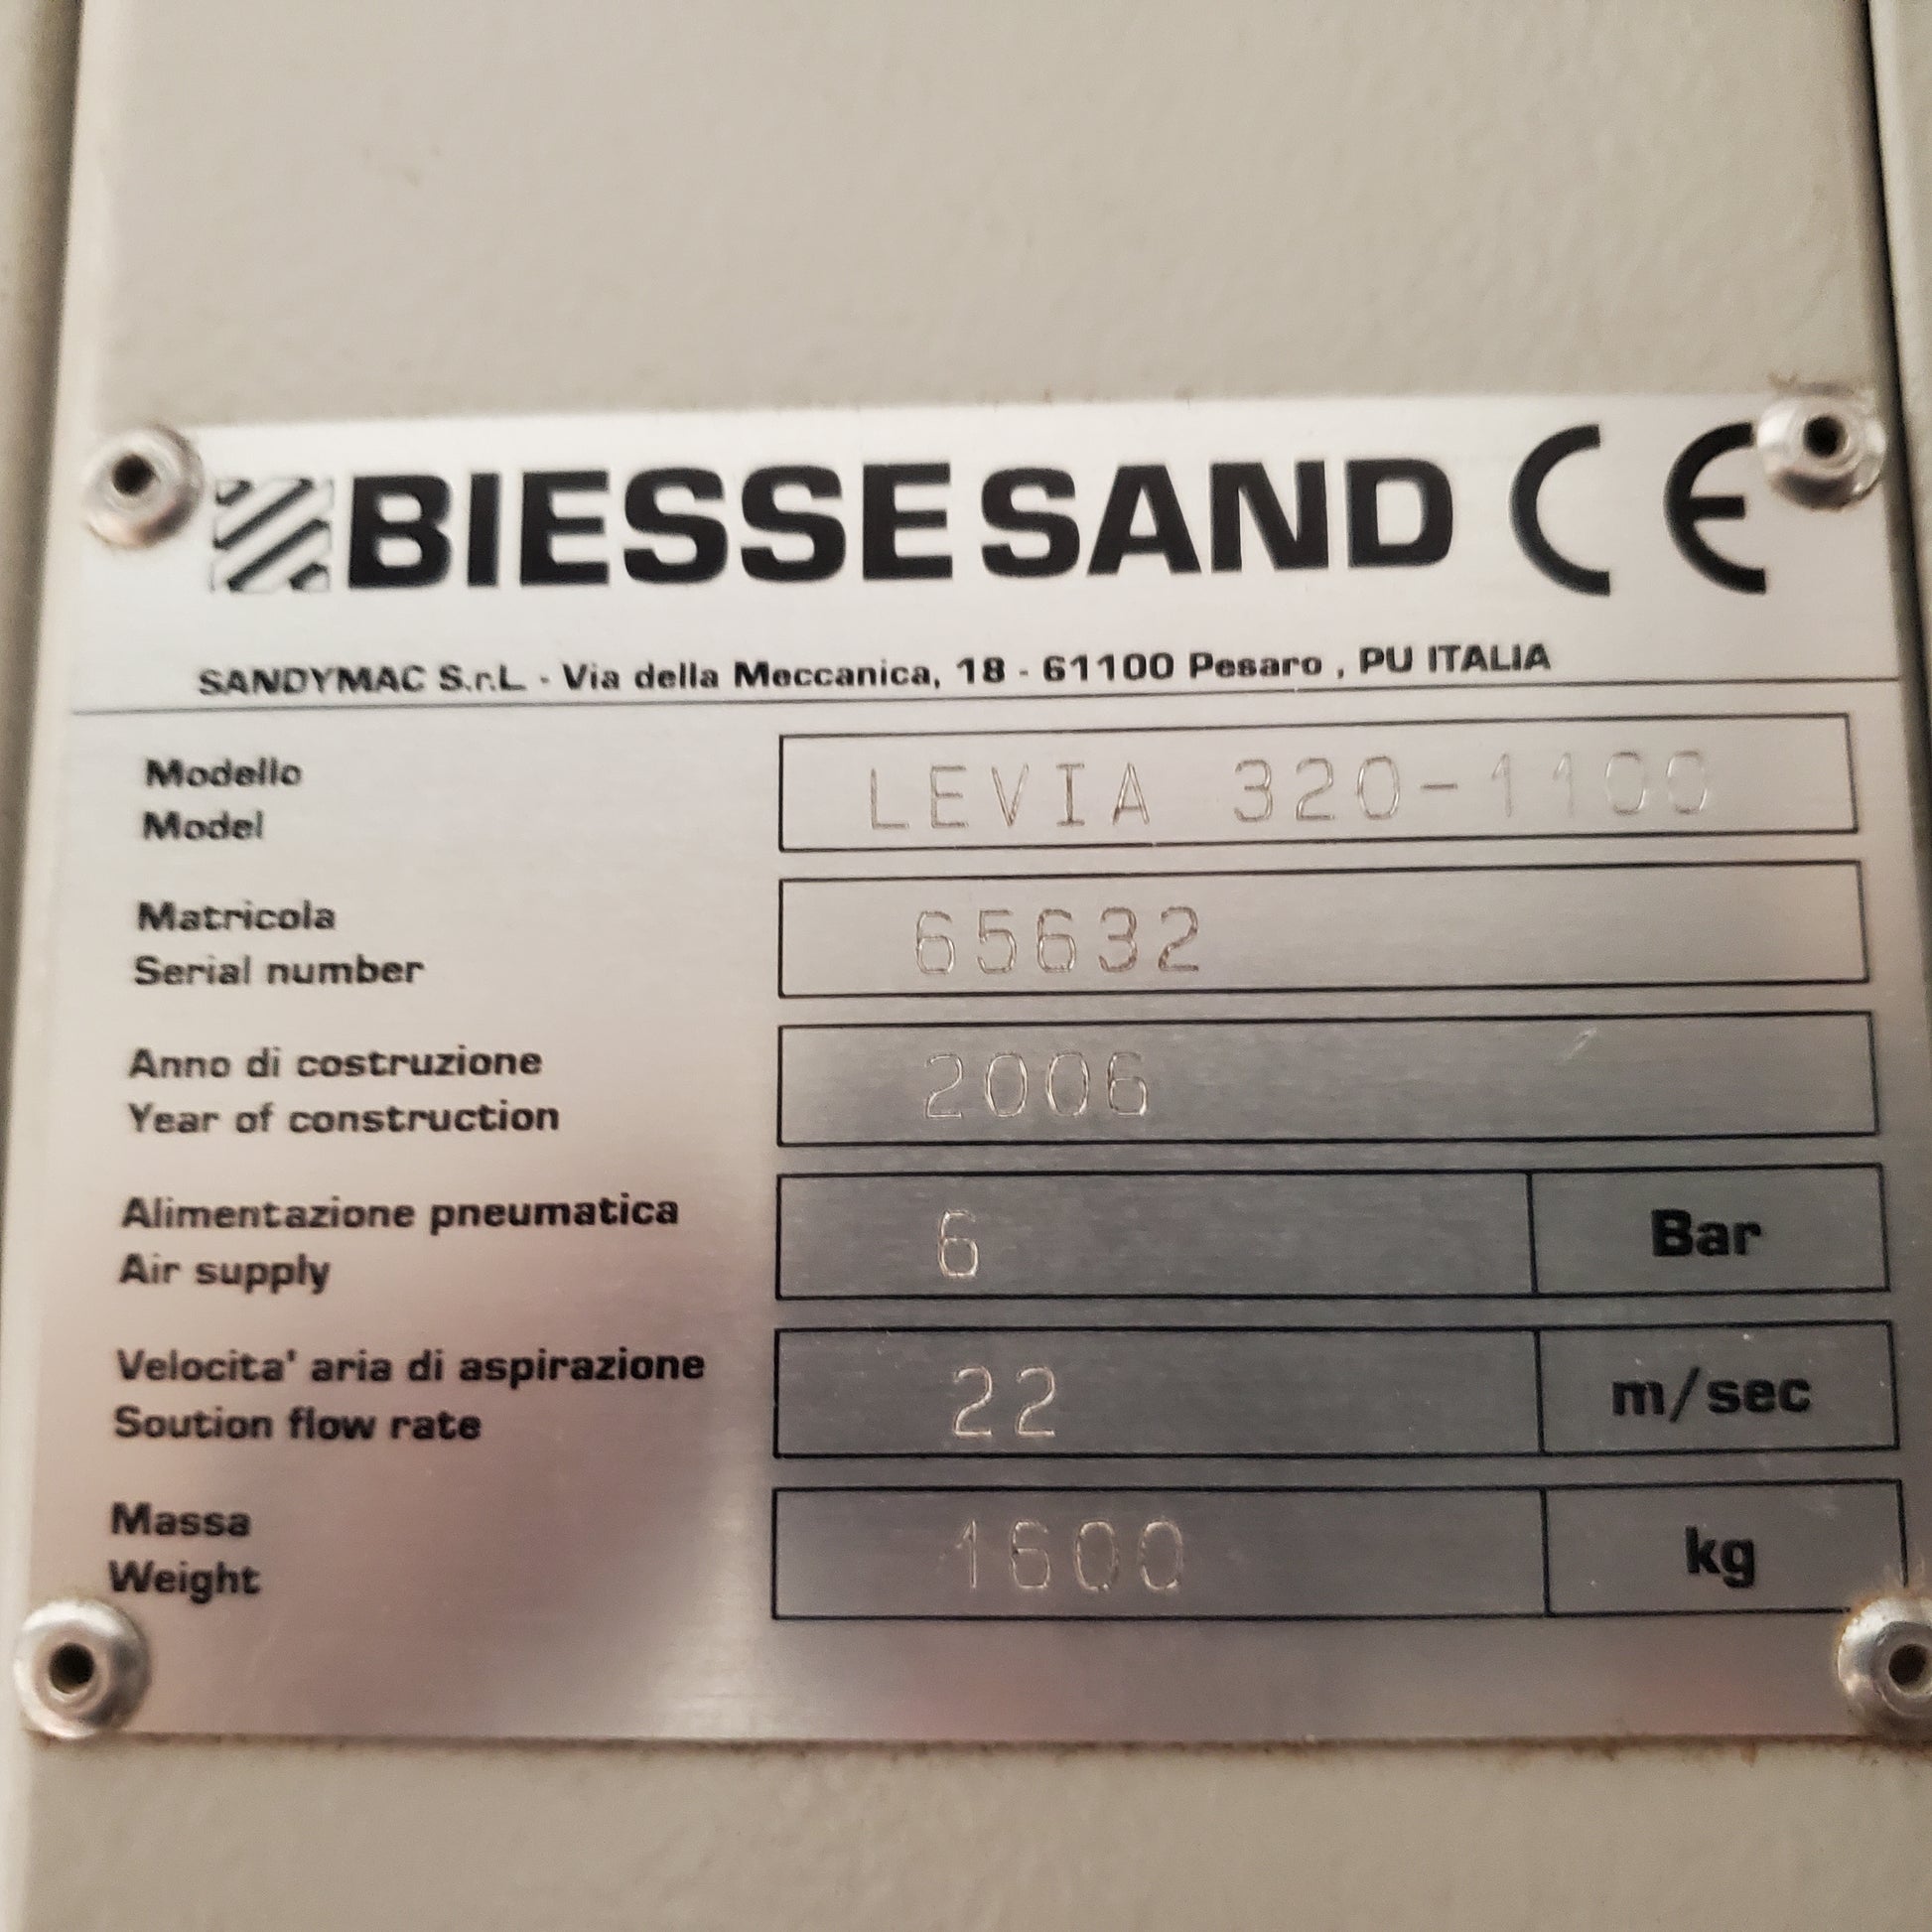 BIESSE SAND CE
SANDYMAC S.r.L - Via della Meccanica, 18 - 61100 Pesaro , PU ITALIA
Modello
Model
LEVIA 320-1100
Matricola
Serial number
65632
Anno di costruzione
Year of construction
2006
Alimentazione pneumatica
Air supply
6 Bar
Velocita' aria di aspirazione
Soution flow rate
22 m/sec
Massa
Weight
1600 kg